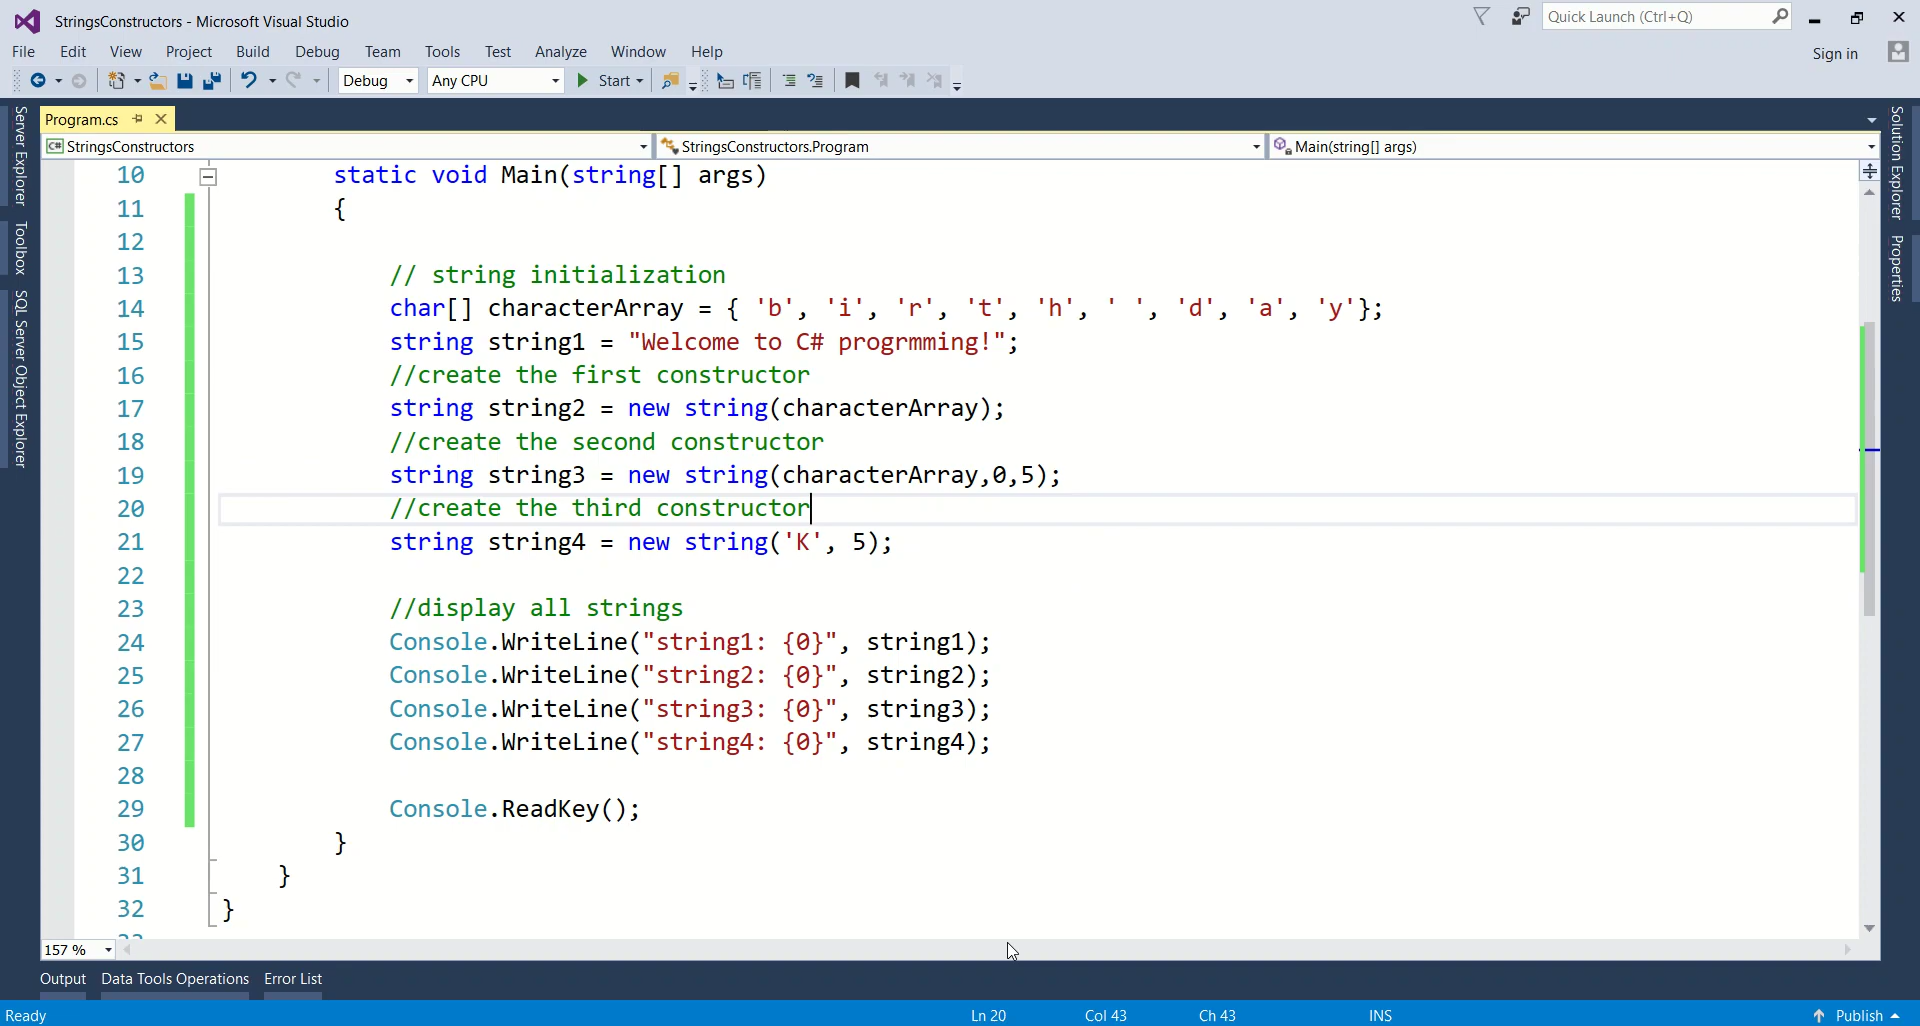 StringsConstructors - Microsoft Visual Studio
Quick Launch (Ctrl+Q)
File Edit View Project Build Debug Team Tools Test Analyze Window Help
Sign in
Debug Any CPU Start
Program.cs
StringsConstructors StringsConstructors.Program Main(string[] args)
Server Explorer
Toolbox
SQL Server Object Explorer
Solution Explorer
Properties
10 static void Main(string[] args)
11 {
12
13 // string initialization
14 char[] characterArray = { 'b', 'i', 'r', 't', 'h', ' ', 'd', 'a', 'y'};
15 string string1 = "Welcome to C# progrmming!";
16 //create the first constructor
17 string string2 = new string(characterArray);
18 //create the second constructor
19 string string3 = new string(characterArray,0,5);
20 //create the third constructor
21 string string4 = new string('K', 5);
22
23 //display all strings
24 Console.WriteLine("string1: {0}", string1);
25 Console.WriteLine("string2: {0}", string2);
26 Console.WriteLine("string3: {0}", string3);
27 Console.WriteLine("string4: {0}", string4);
28
29 Console.ReadKey();
30 }
31 }
32 }
157 %
Output Data Tools Operations Error List
Ready Ln 20 Col 43 Ch 43 INS Publish